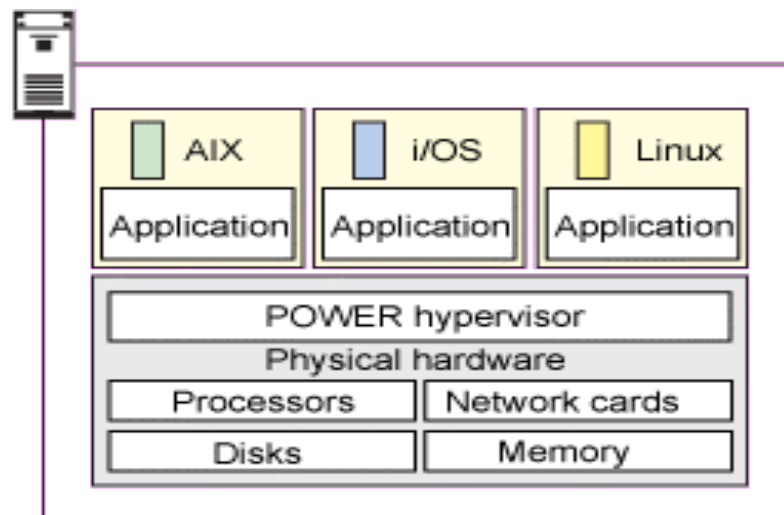 AIX i/OS Linux
Application Application Application
POWER hypervisor
Physical hardware
Processors Network cards
Disks Memory